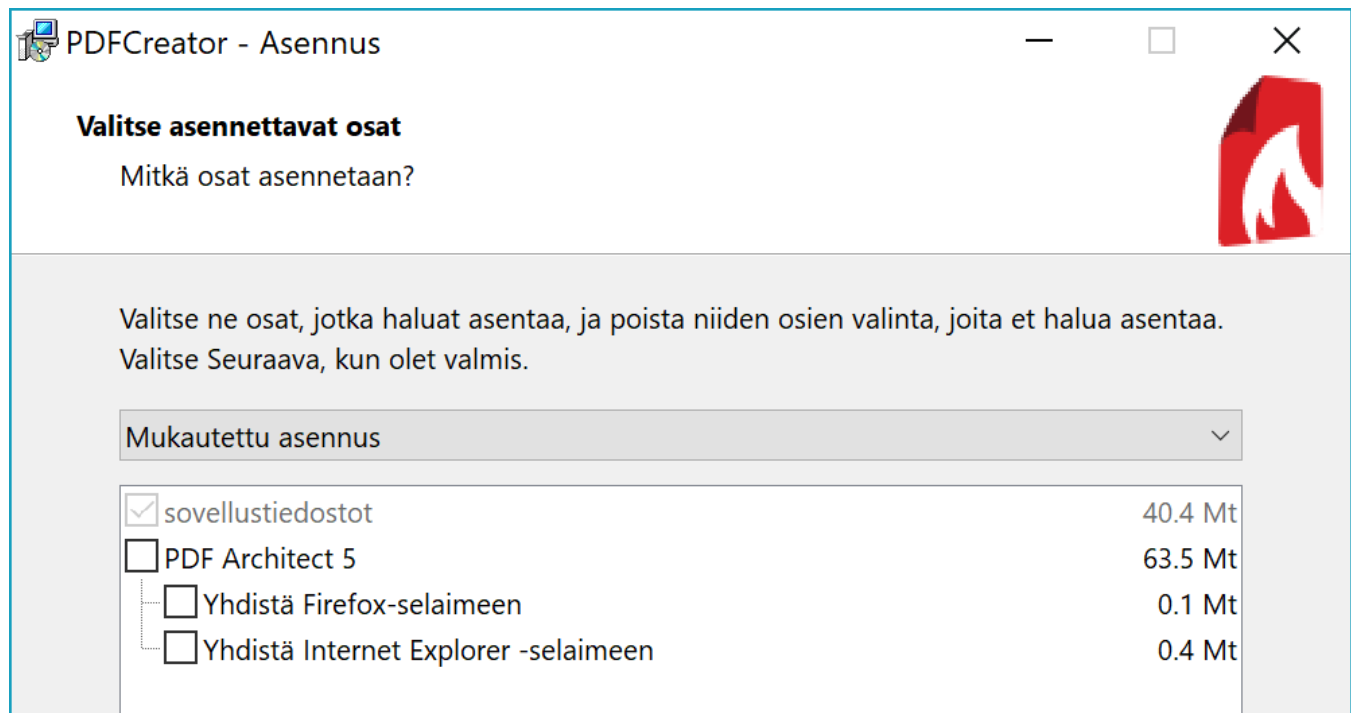 PDFCreator - Asennus
Valitse asennettavat osat
Mitkä osat asennetaan?
Valitse ne osat, jotka haluat asentaa, ja poista niiden osien valinta, joita et halua asentaa.
Valitse Seuraava, kun olet valmis.
Mukautettu asennus
sovellustiedostot 40.4 Mt
PDF Architect 5 63.5 Mt
Yhdistä Firefox-selaimeen 0.1 Mt
Yhdistä Internet Explorer -selaimeen 0.4 Mt